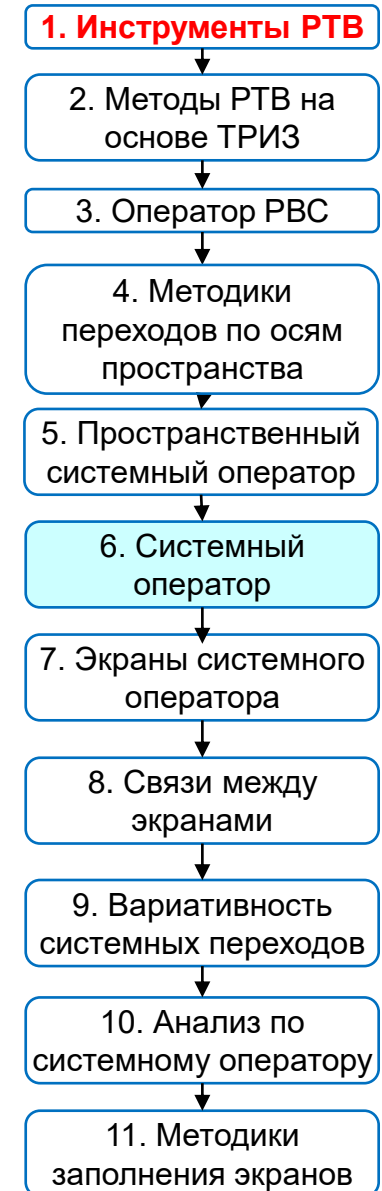 1. Инструменты РТВ
2. Методы РТВ на
основе ТРИЗ
3. Оператор РВС
4. Методики
переходов по осям
пространства
5. Пространственный
системный оператор
6. Системный
оператор
7. Экраны системного
оператора
8. Связи между
экранами
9. Вариативность
системных переходов
10. Анализ по
системному оператору
11. Методики
заполнения экранов